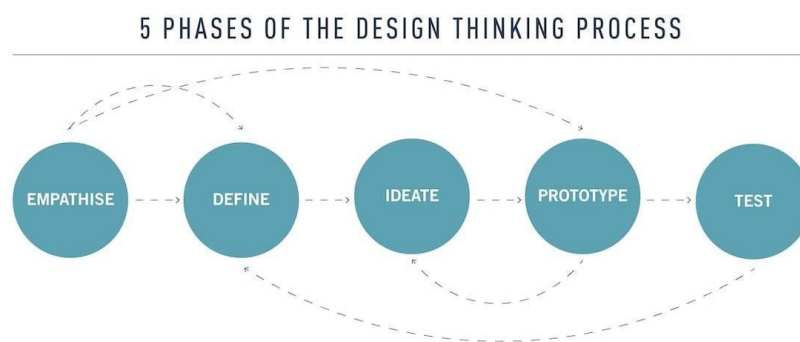 5 PHASES OF THE DESIGN THINKING PROCESS
EMPATHISE
DEFINE
IDEATE
PROTOTYPE
TEST